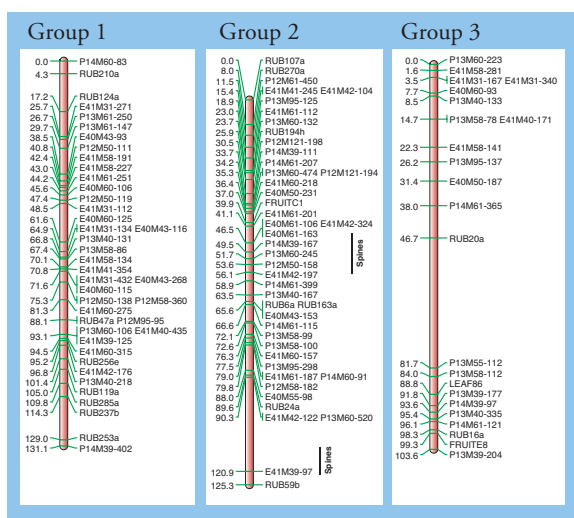 Group 1
0.0 P14M60-83
4.3 RUB210a
17.2 RUB124a
25.7 E41M31-271
26.7 P13M61-250
29.7 P13M61-147
38.5 E40M43-93
40.8 P12M50-111
42.4 E41M58-191
43.0 E41M58-227
44.2 E41M61-251
45.6 E40M60-106
47.4 P12M50-119
48.5 E41M31-112
61.6 E40M60-125
64.9 E41M31-134 E40M43-116
66.8 P13M40-131
67.4 P13M58-86
70.1 E41M58-134
70.8 E41M41-354
71.6 E41M31-432 E40M43-268
E40M60-115
75.3 P12M50-138 P12M58-360
81.3 E41M60-275
88.1 RUB47a P12M95-95
93.1 P13M60-106 E41M40-435
E41M39-125
94.5 E40M60-315
95.2 RUB256e
96.8 E41M42-176
101.4 P13M40-218
105.0 RUB119a
109.8 RUB285a
114.3 RUB237b
129.0 RUB253a
131.1 P14M39-402
Group 2
0.0 RUB107a
8.0 RUB270a
11.5 P12M61-450
15.4 E41M41-245 E41M42-104
18.9 P13M95-125
23.0 E41M61-112
23.7 P13M60-132
25.9 RUB194h
30.5 P12M121-198
33.7 P14M39-111
34.2 P14M61-207
35.3 P13M60-474 P12M121-194
36.4 E41M60-218
37.0 E40M50-231
39.9 FRUITC1
41.1 E41M61-201
46.5 E40M61-106 E41M42-324
E40M61-163
49.5 P14M39-167
51.7 P13M60-245
53.6 P12M50-158
56.1 E41M42-197
58.9 P14M61-399
63.5 P13M40-167
65.6 RUB6a RUB163a
E40M43-153
66.6 P14M61-115
72.1 P13M58-99
72.6 P13M58-100
76.3 E40M60-157
77.5 P13M95-298
79.0 E41M61-187 P14M60-91
79.8 P12M58-182
88.0 E40M55-98
89.6 RUB24a
90.3 E41M42-122 P13M60-520
120.9 E41M39-97
125.3 RUB59b
Spines
Spines
Group 3
0.0 P13M60-223
1.6 E41M58-281
3.5 E41M31-167 E41M31-340
7.7 E40M60-93
8.5 P13M40-133
14.7 P13M58-78 E41M40-171
22.3 E41M58-141
26.2 P13M95-137
31.4 E40M50-187
38.0 P14M61-365
46.7 RUB20a
81.7 P13M55-112
84.0 P13M58-112
88.8 LEAF86
91.8 P13M39-177
93.6 P14M39-97
95.4 P13M40-335
96.1 P14M61-121
98.3 RUB16a
99.3 FRUITE8
103.6 P13M39-204